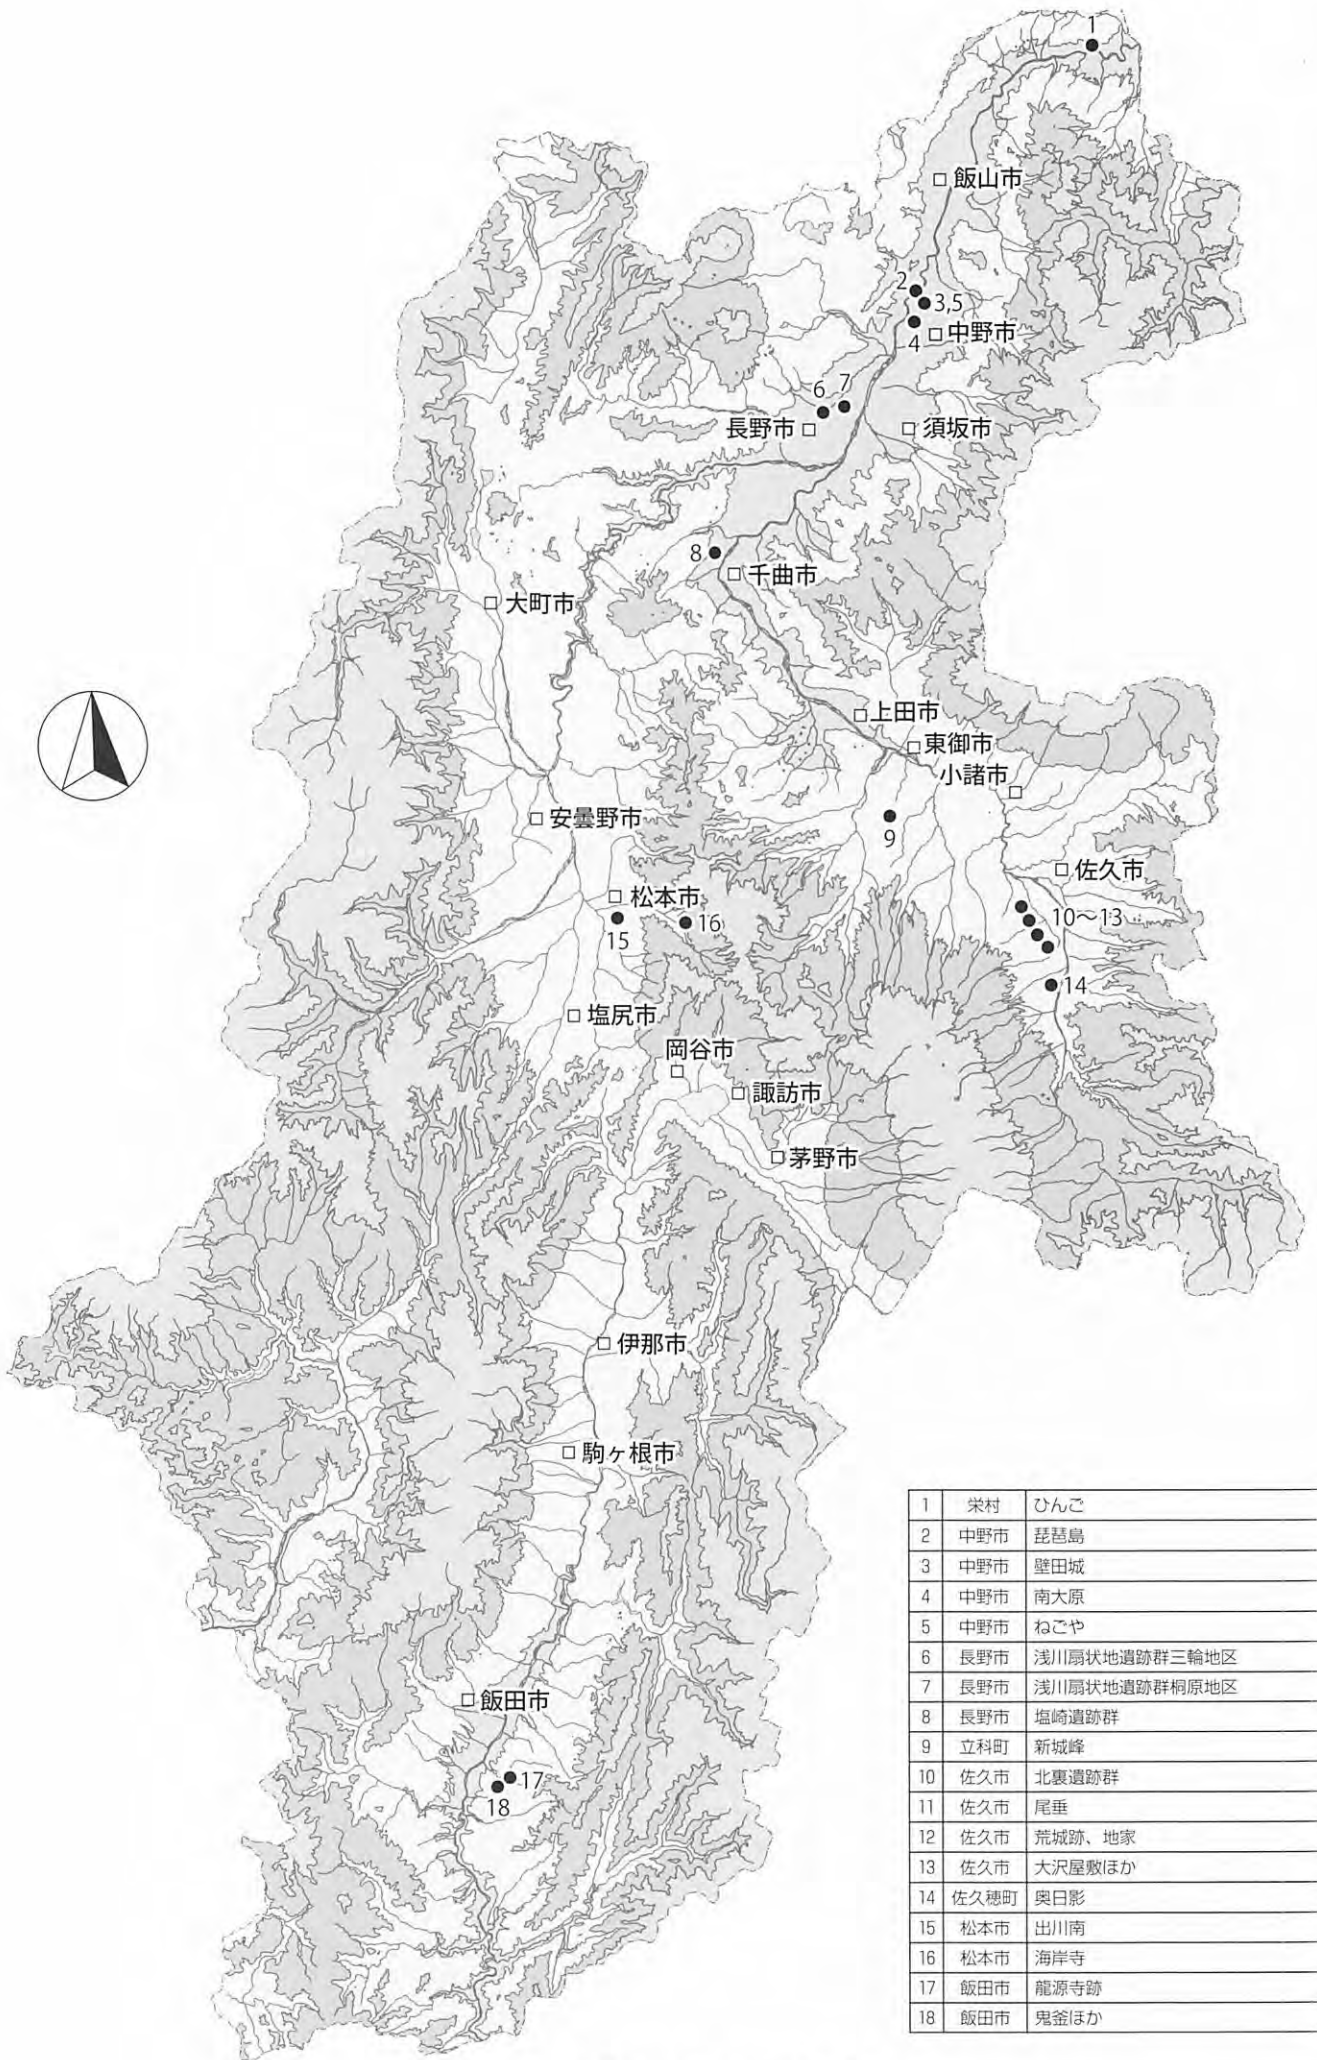 1
飯山市
2
3,5
4
中野市
6
7
長野市
須坂市
8
千曲市
大町市
上田市
東御市
小諸市
安曇野市
9
佐久市
松本市
15
16
10〜13
14
塩尻市
岡谷市
諏訪市
茅野市
伊那市
駒ヶ根市
飯田市
17
18
1 栄村 ひんご
2 中野市 琵琶島
3 中野市 壁田城
4 中野市 南大原
5 中野市 ねごや
6 長野市 浅川扇状地遺跡群三輪地区
7 長野市 浅川扇状地遺跡群桐原地区
8 長野市 塩崎遺跡群
9 立科町 新城峰
10 佐久市 北裏遺跡群
11 佐久市 尾垂
12 佐久市 荒城跡、地家
13 佐久市 大沢屋敷ほか
14 佐久穂町 奥日影
15 松本市 出川南
16 松本市 海岸寺
17 飯田市 龍源寺跡
18 飯田市 鬼釜ほか